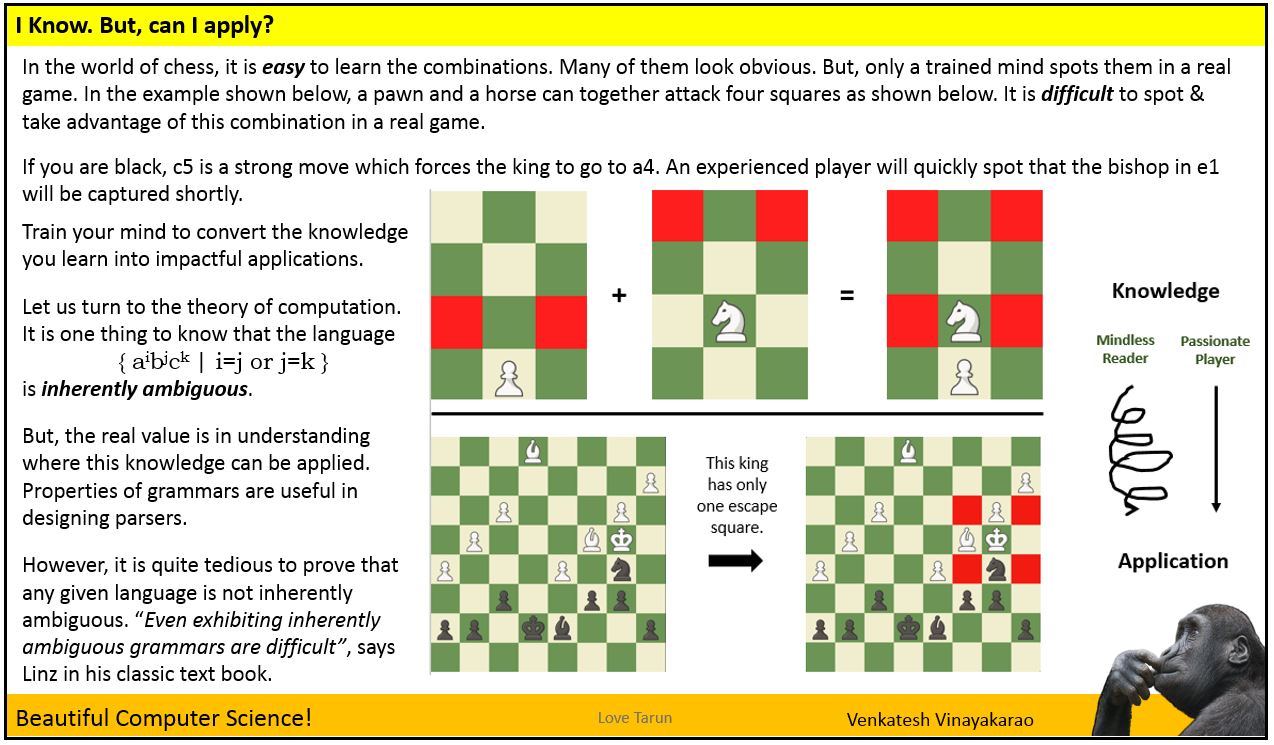 I Know. But, can I apply?
In the world of chess, it is easy to learn the combinations. Many of them look obvious. But, only a trained mind spots them in a real
game. In the example shown below, a pawn and a horse can together attack four squares as shown below. It is difficult to spot &
take advantage of this combination in a real game.
If you are black, c5 is a strong move which forces the king to go to a4. An experienced player will quickly spot that the bishop in e1
will be captured shortly.
Train your mind to convert the knowledge
you learn into impactful applications.
Let us turn to the theory of computation.
It is one thing to know that the language
{ aⁱbʲcᵏ | i=j or j=k }
is inherently ambiguous.
But, the real value is in understanding
where this knowledge can be applied.
Properties of grammars are useful in
designing parsers.
However, it is quite tedious to prove that
any given language is not inherently
ambiguous. “Even exhibiting inherently
ambiguous grammars are difficult”, says
Linz in his classic text book.
+
=
This king
has only
one escape
square.
Knowledge
Mindless
Reader
Passionate
Player
Application
Beautiful Computer Science!
Love Tarun
Venkatesh Vinayakarao